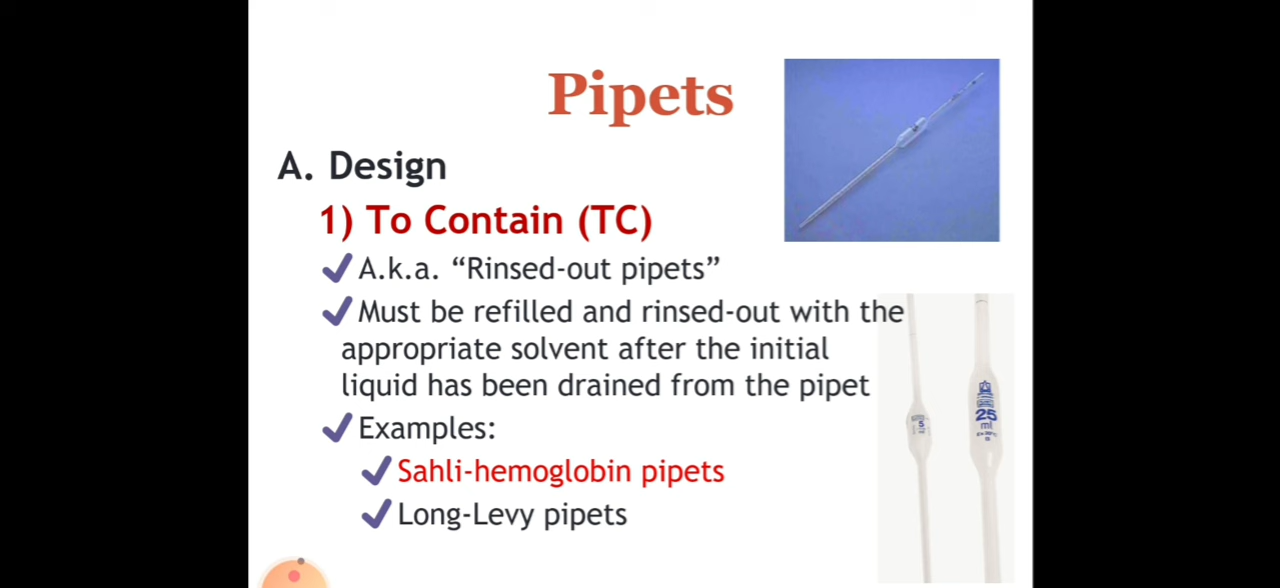 Pipets
A. Design
1) To Contain (TC)
A.k.a. “Rinsed-out pipets”
Must be refilled and rinsed-out with the
appropriate solvent after the initial
liquid has been drained from the pipet
Examples:
Sahli-hemoglobin pipets
Long-Levy pipets
5
25
ml